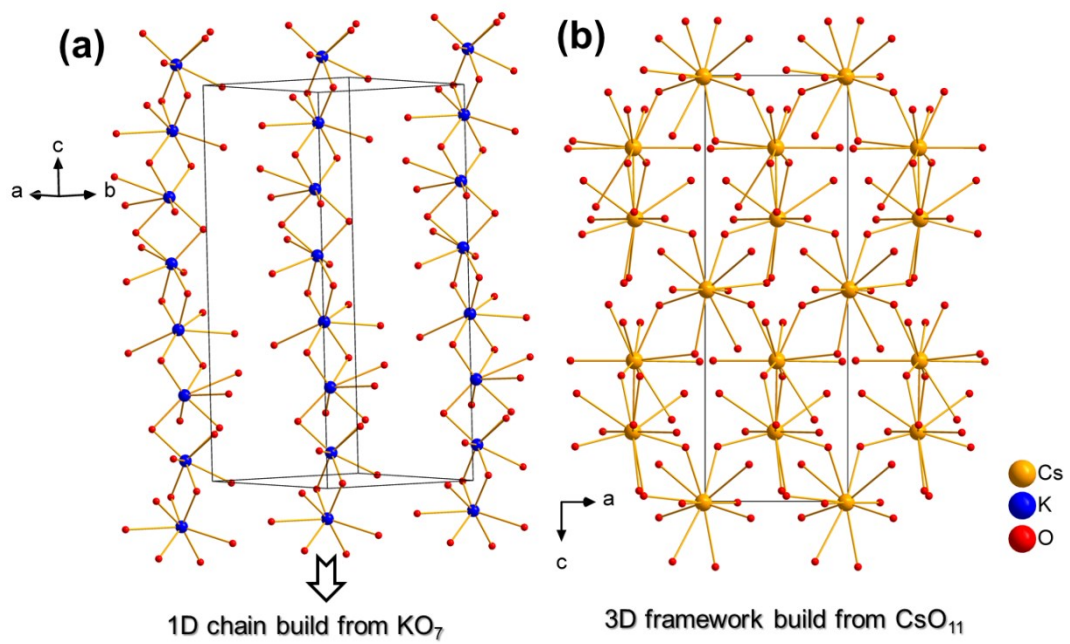 (a)
(b)
c
a
b
a
c
Cs
K
O
1D chain build from KO₇
3D framework build from CsO₁₁